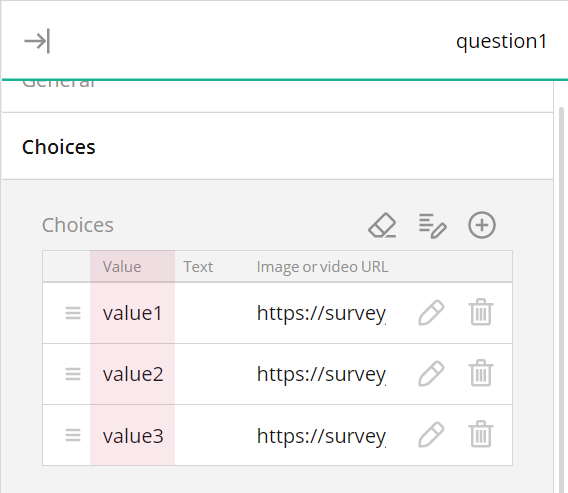 question1
General
Choices
Choices
Value Text Image or video URL
value1 https://survey
value2 https://survey
value3 https://survey